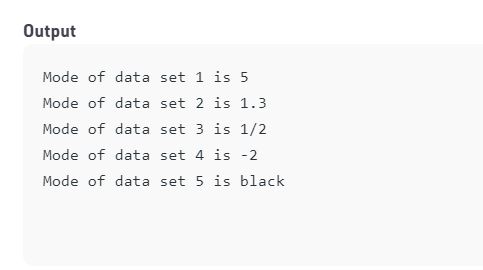 Output
Mode of data set 1 is 5
Mode of data set 2 is 1.3
Mode of data set 3 is 1/2
Mode of data set 4 is -2
Mode of data set 5 is black